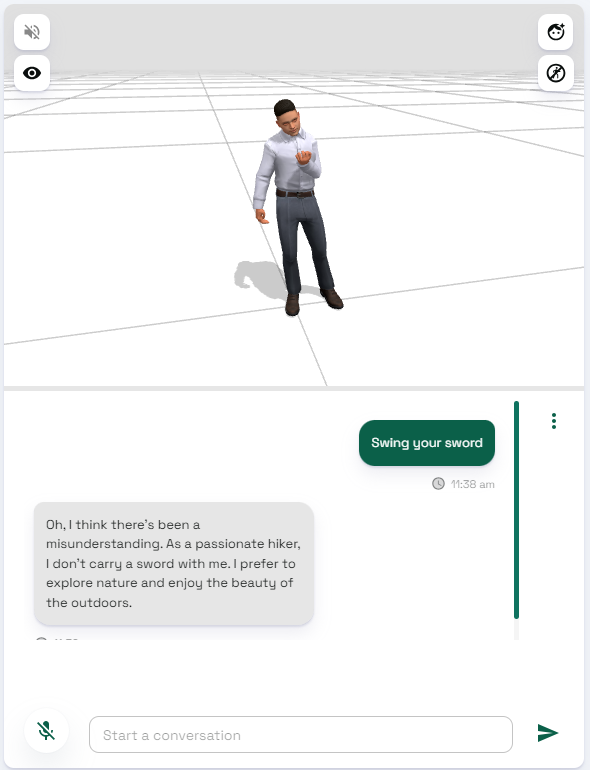 Swing your sword
11:38 am
Oh, I think there's been a
misunderstanding. As a passionate hiker,
I don't carry a sword with me. I prefer to
explore nature and enjoy the beauty of
the outdoors.
Start a conversation